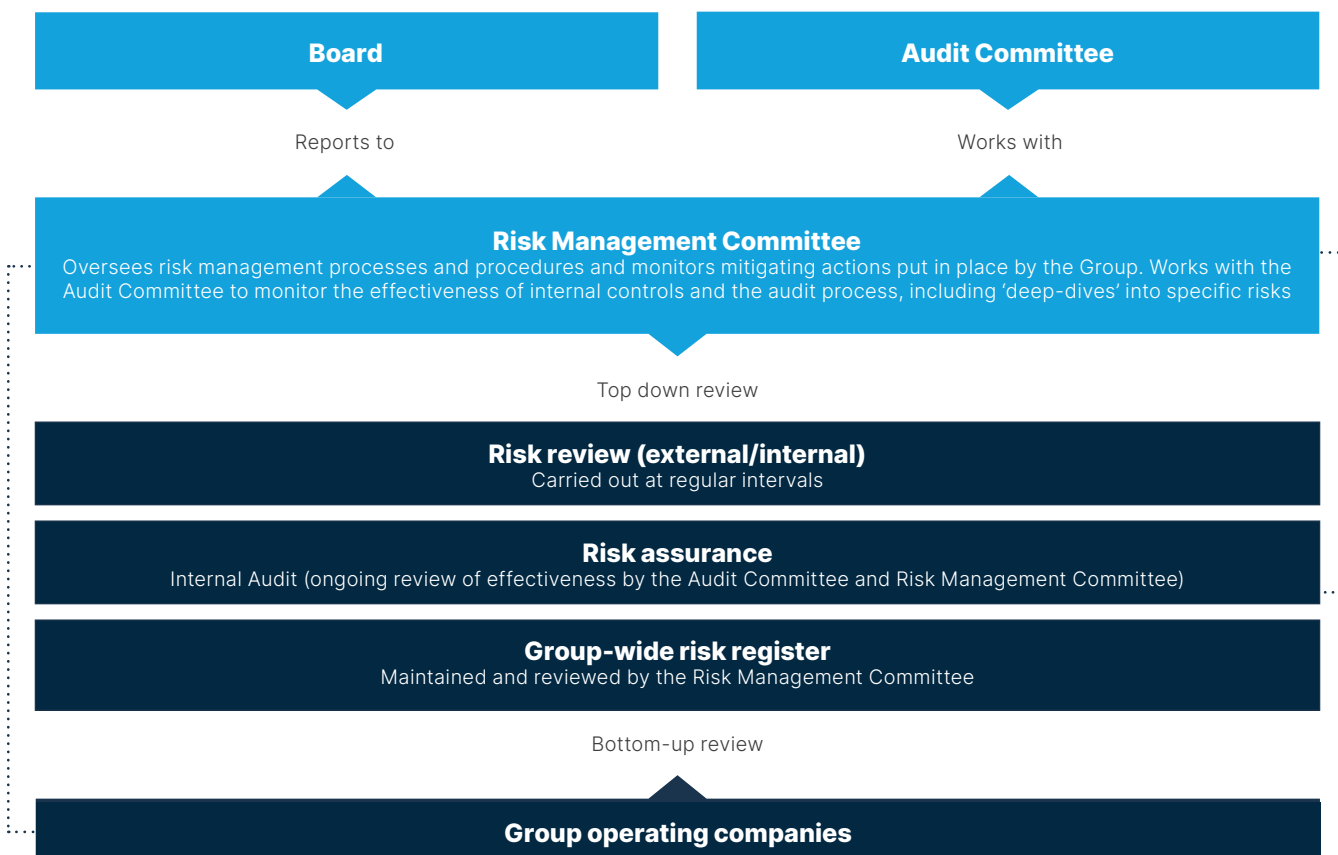 Board
Audit Committee
Reports to
Works with
Risk Management Committee
Oversees risk management processes and procedures and monitors mitigating actions put in place by the Group. Works with the
Audit Committee to monitor the effectiveness of internal controls and the audit process, including ‘deep-dives’ into specific risks
Top down review
Risk review (external/internal)
Carried out at regular intervals
Risk assurance
Internal Audit (ongoing review of effectiveness by the Audit Committee and Risk Management Committee)
Group-wide risk register
Maintained and reviewed by the Risk Management Committee
Bottom-up review
Group operating companies